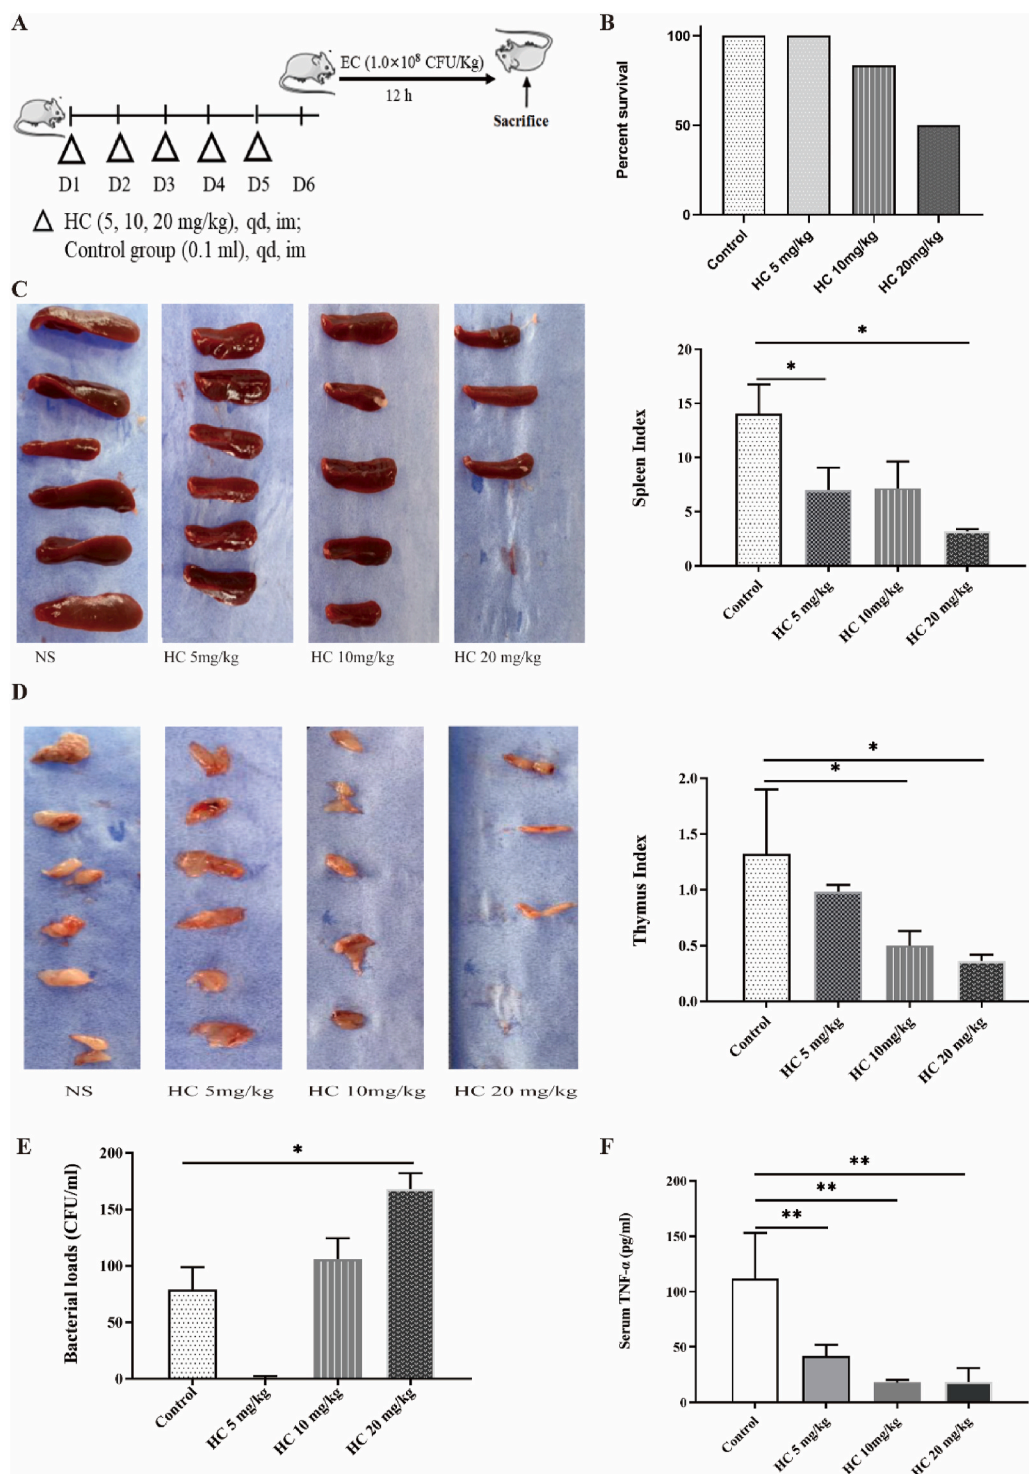 A
EC (1.0×10⁸ CFU/Kg)
12 h
Sacrifice
D1 D2 D3 D4 D5 D6
HC (5, 10, 20 mg/kg), qd, im;
Control group (0.1 ml), qd, im
B
Percent survival
100
50
0
Control
HC 5 mg/kg
HC 10mg/kg
HC 20mg/kg
C
NS
HC 5mg/kg
HC 10mg/kg
HC 20 mg/kg
Spleen Index
20
15
10
5
0
*
*
Control
HC 5 mg/kg
HC 10mg/kg
HC 20 mg/kg
D
NS
HC 5mg/kg
HC 10mg/kg
HC 20 mg/kg
Thymus Index
2.0
1.5
1.0
0.5
0.0
*
*
Control
HC 5 mg/kg
HC 10mg/kg
HC 20 mg/kg
E
Bacterial loads (CFU/ml)
200
150
100
50
0
*
Control
HC 5 mg/kg
HC 10 mg/kg
HC 20 mg/kg
F
Serum TNF-α (pg/ml)
200
150
100
50
0
**
**
**
Control
HC 5 mg/kg
HC 10mg/kg
HC 20 mg/kg